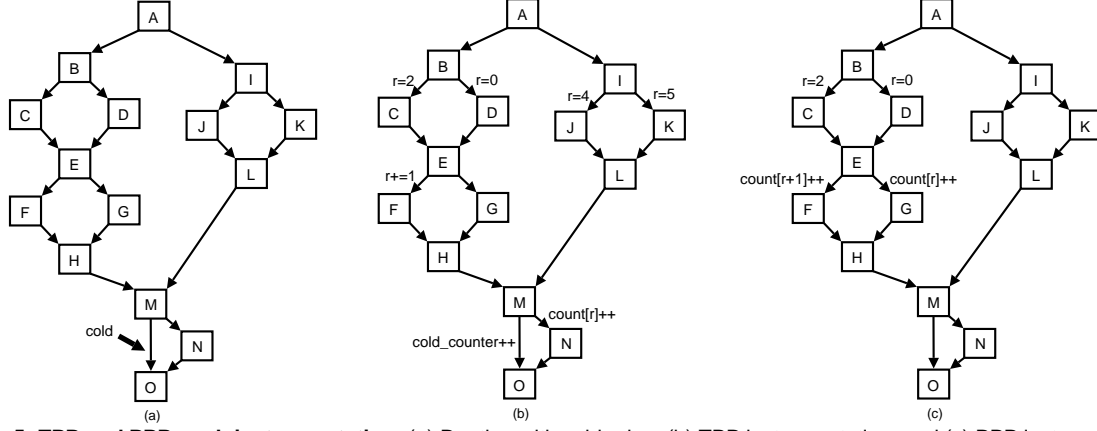 A
B
I
C
D
J
K
E
L
F
G
H
M
cold
N
O
(a)
A
B
I
r=2
r=0
r=4
r=5
C
D
J
K
E
L
r+=1
F
G
H
M
count[r]++
cold_counter++
N
O
(b)
A
B
I
r=2
r=0
C
D
J
K
E
L
count[r+1]++
count[r]++
F
G
H
M
N
O
(c)